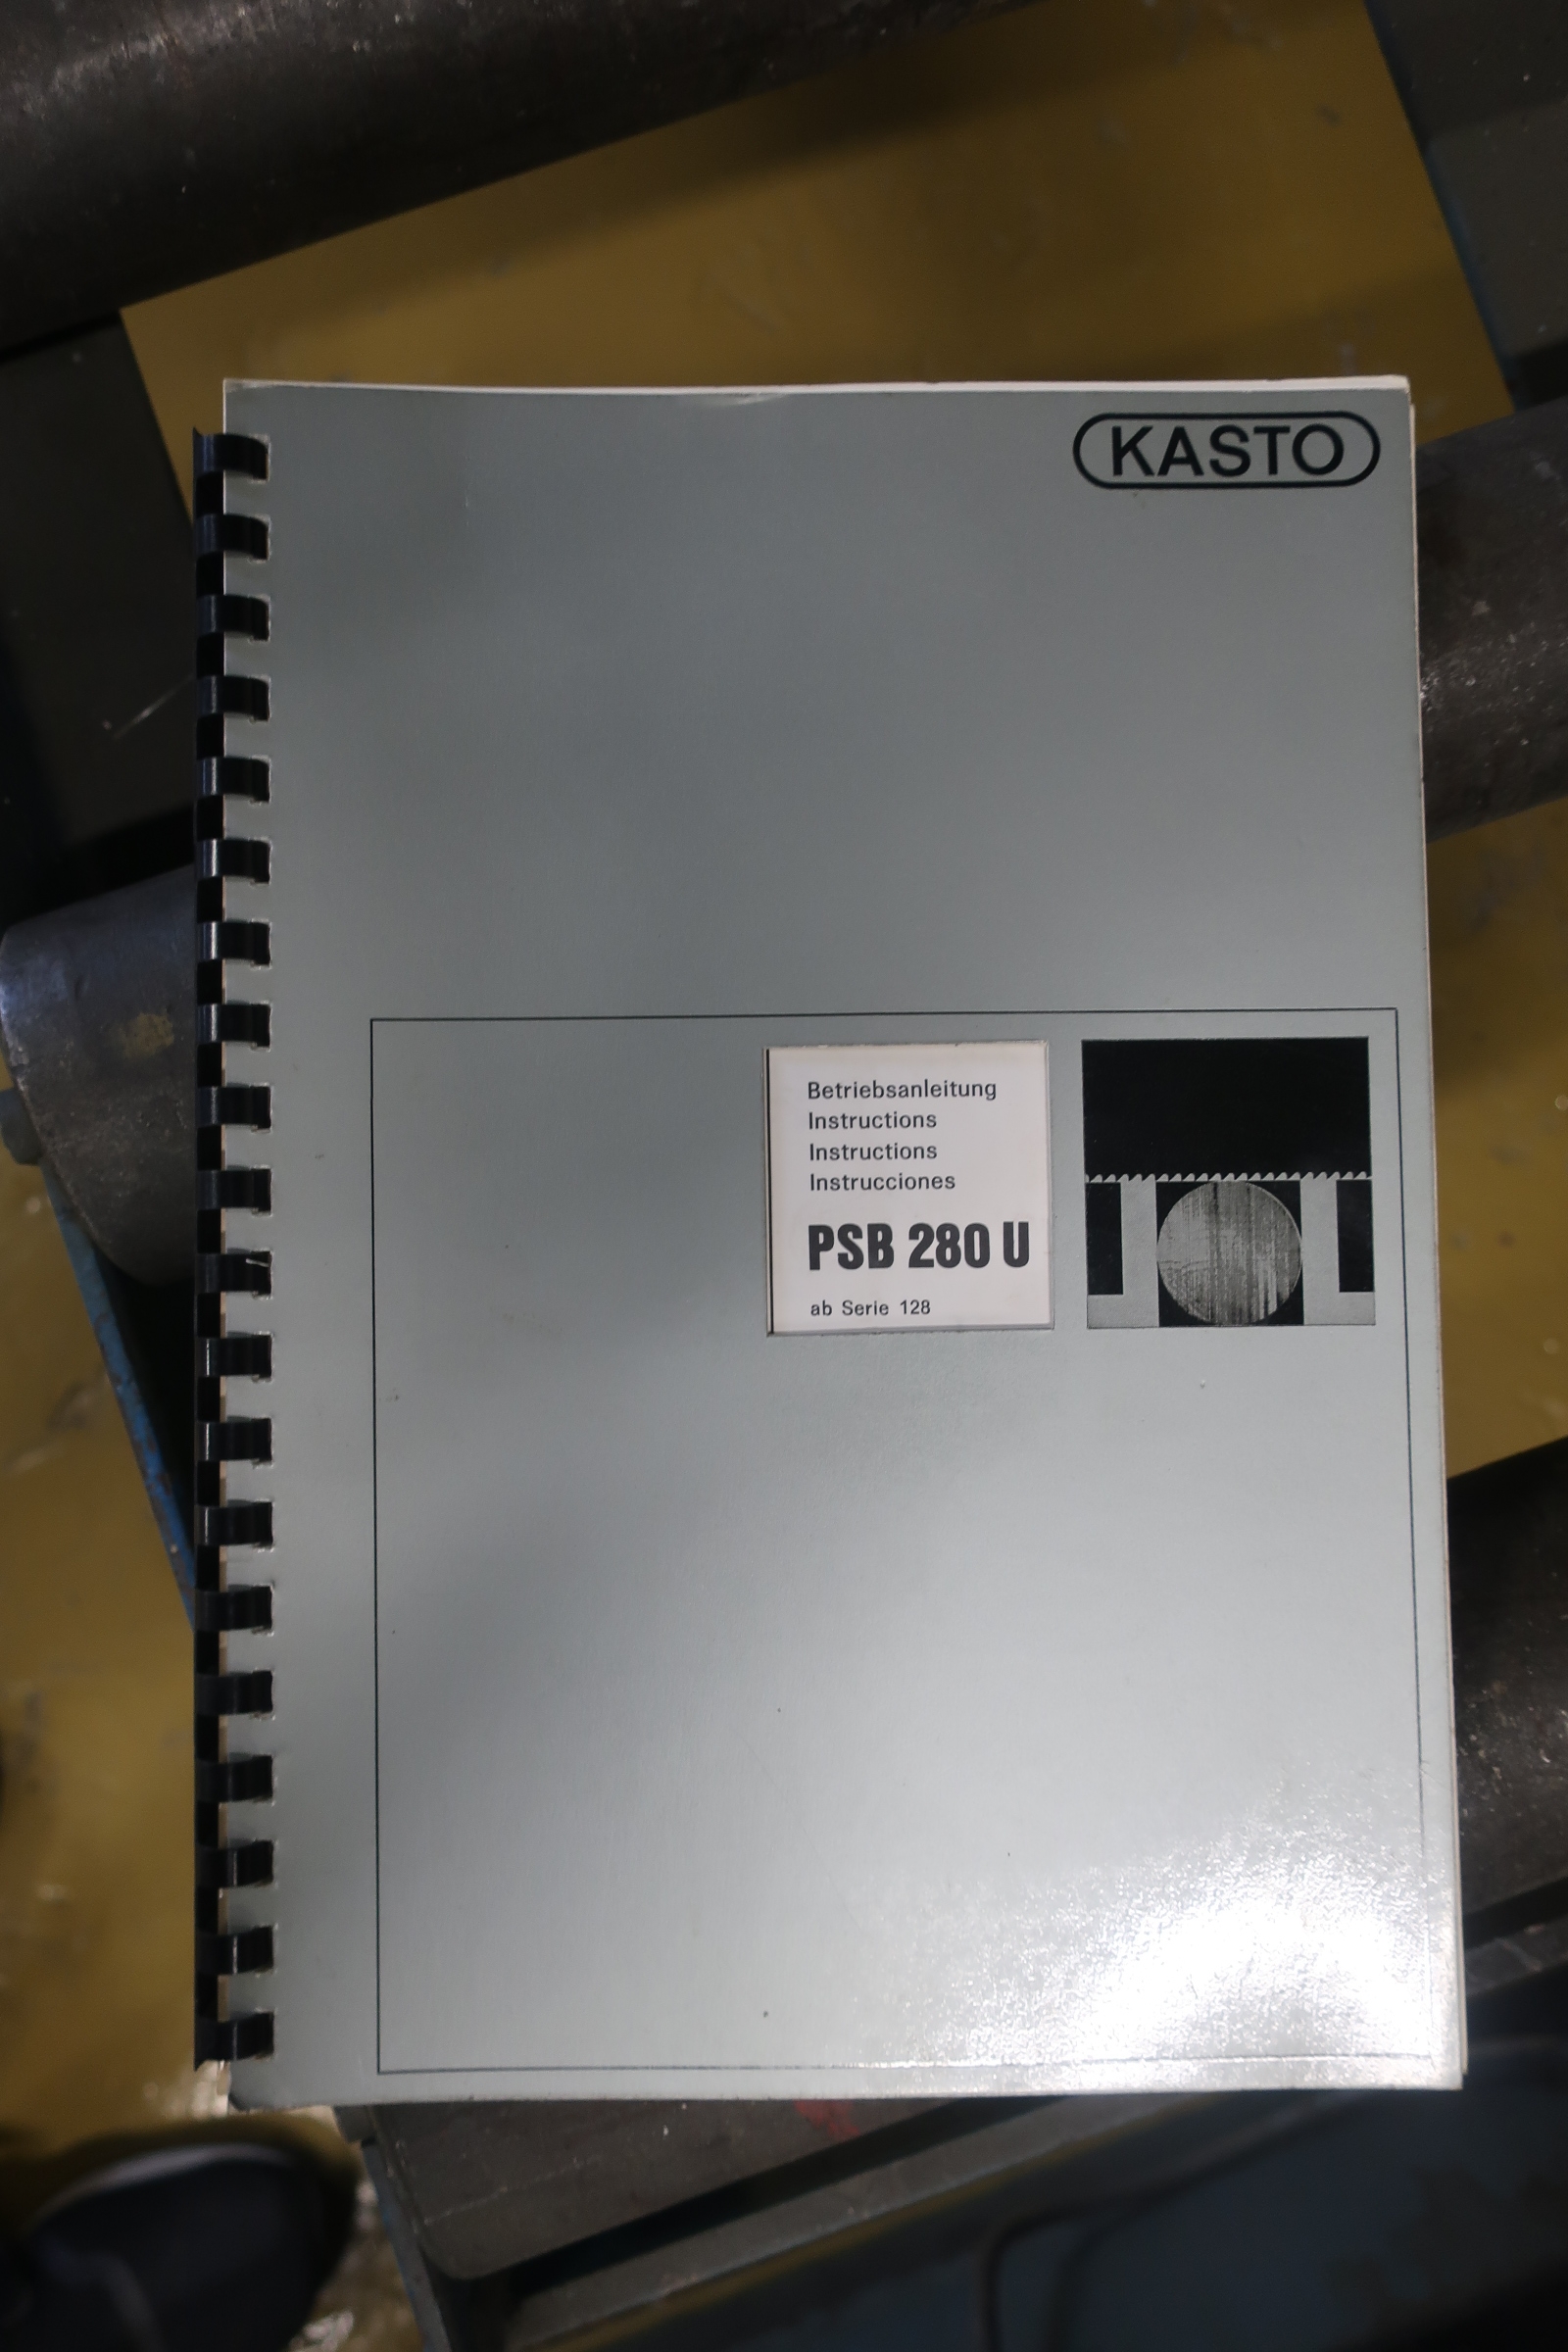 KASTO
Betriebsanleitung
Instructions
Instructions
Instrucciones
PSB 280 U
ab Serie 128